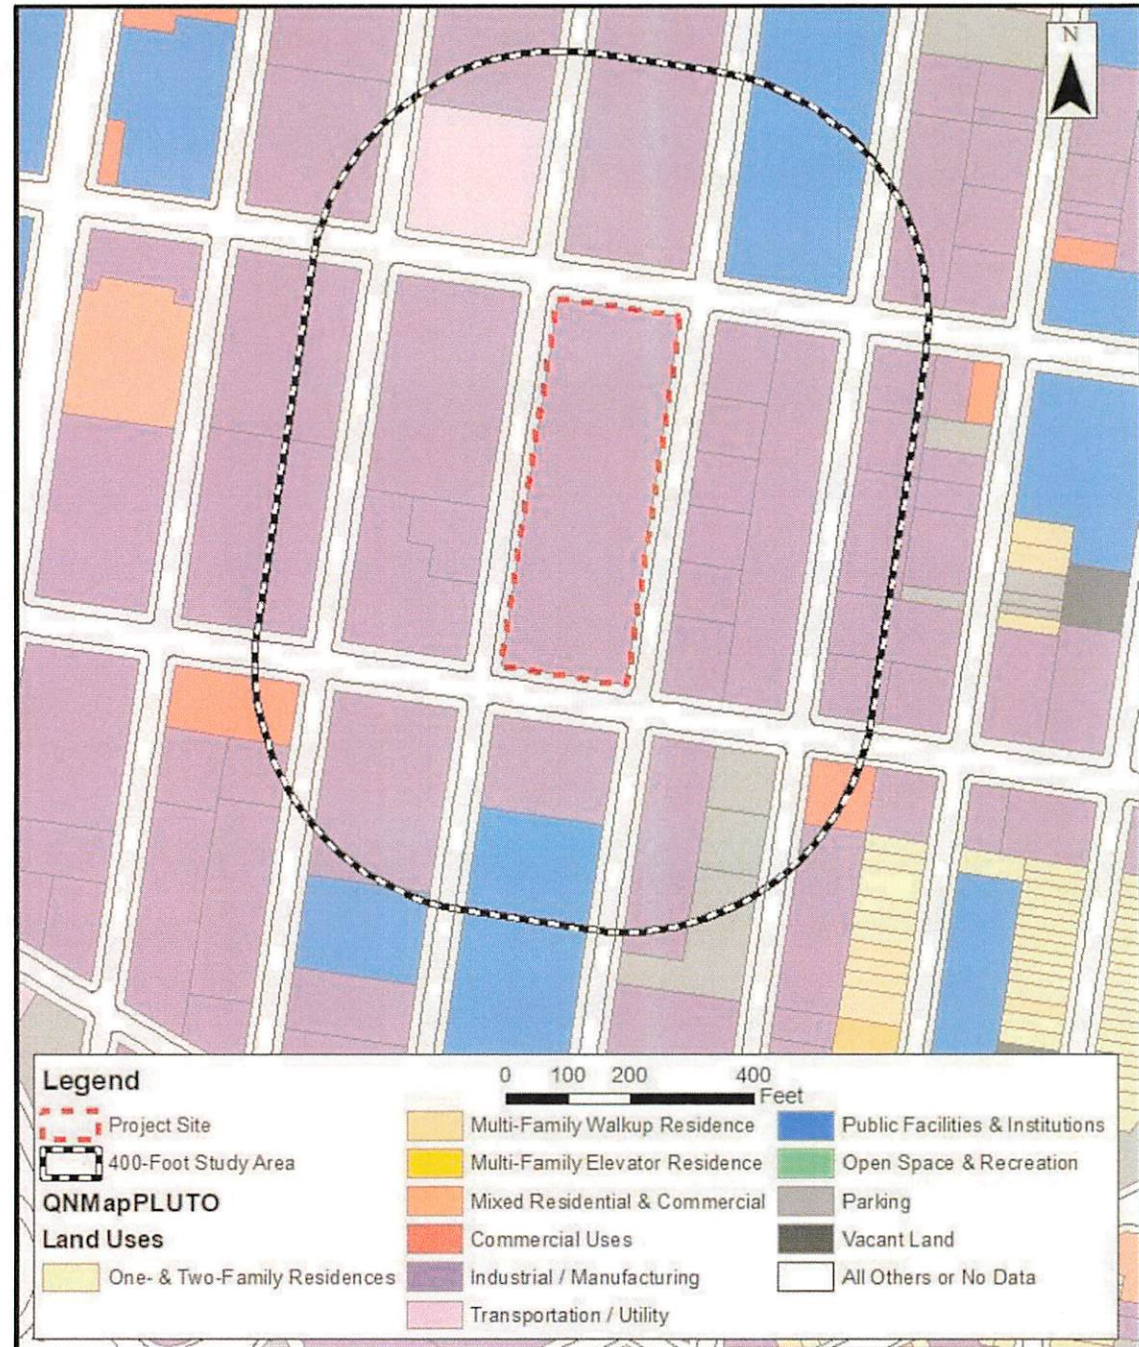 N
Legend
0 100 200 400
Feet
Project Site
400-Foot Study Area
QNMapPLUTO
Land Uses
One- & Two-Family Residences
Multi-Family Walkup Residence
Multi-Family Elevator Residence
Mixed Residential & Commercial
Commercial Uses
Industrial / Manufacturing
Transportation / Utility
Public Facilities & Institutions
Open Space & Recreation
Parking
Vacant Land
All Others or No Data